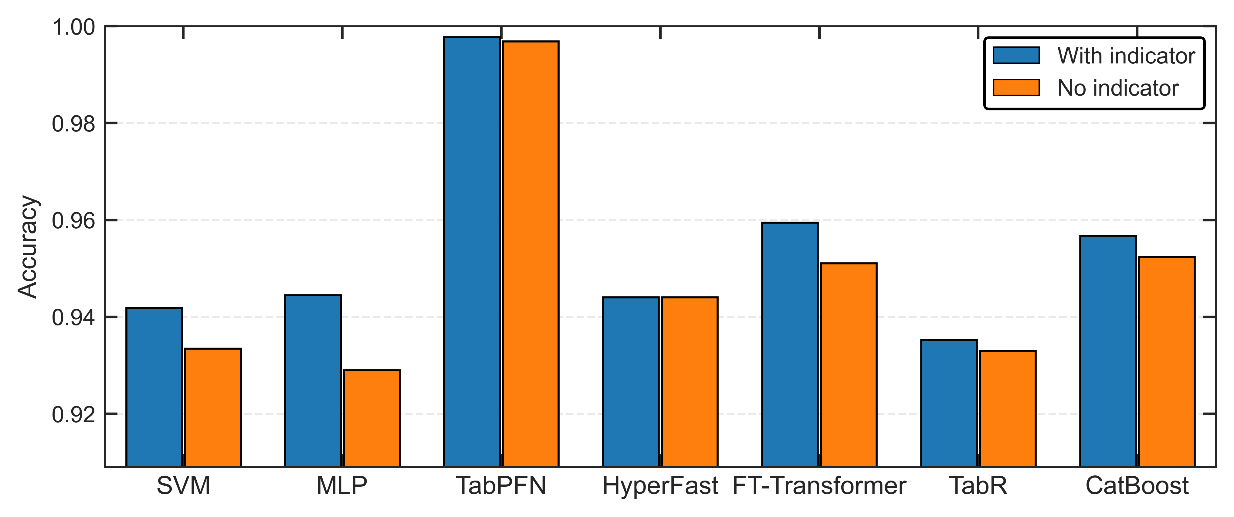 1.00
0.98
0.96
0.94
0.92
Accuracy
With indicator
No indicator
SVM MLP TabPFN HyperFast FT-Transformer TabR CatBoost